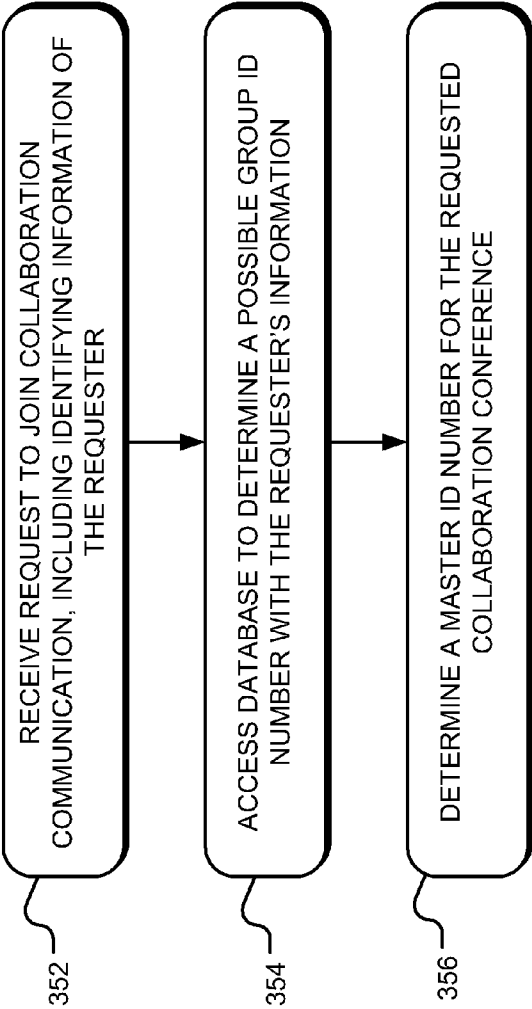 RECEIVE REQUEST TO JOIN COLLABORATION
COMMUNICATION, INCLUDING IDENTIFYING INFORMATION OF
THE REQUESTER
352
ACCESS DATABASE TO DETERMINE A POSSIBLE GROUP ID
NUMBER WITH THE REQUESTER'S INFORMATION
354
DETERMINE A MASTER ID NUMBER FOR THE REQUESTED
COLLABORATION CONFERENCE
356